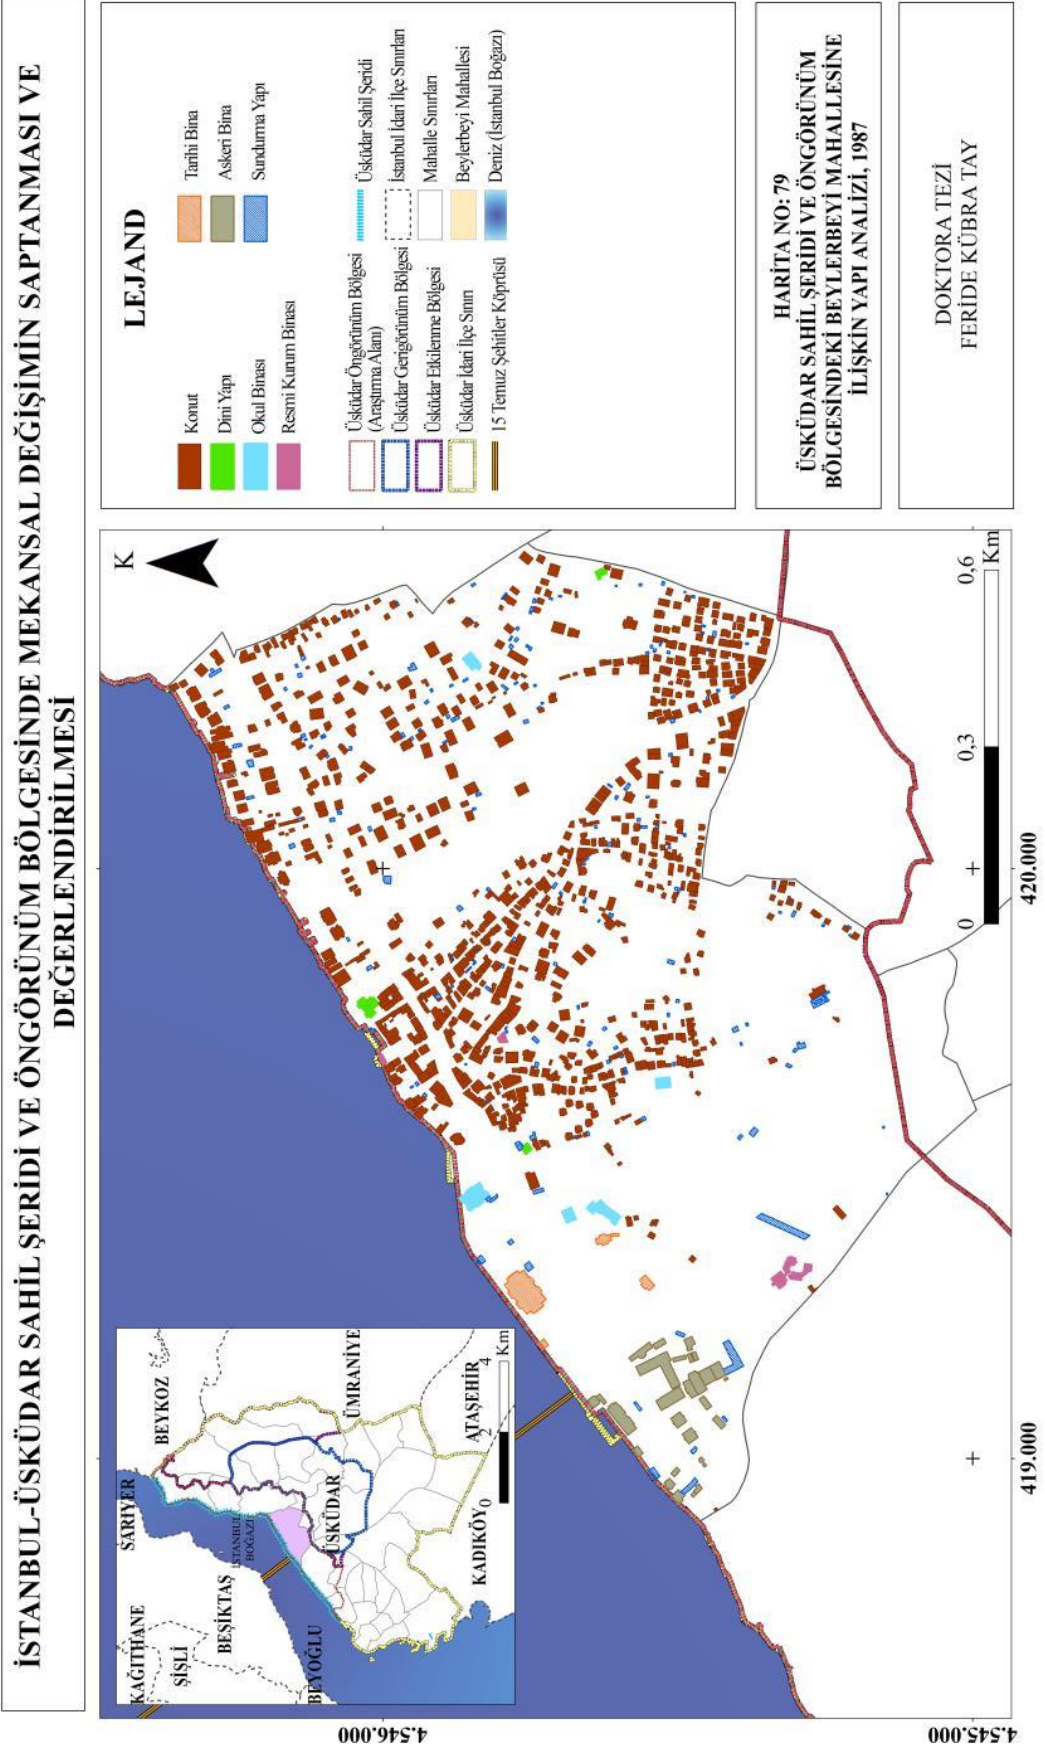 İSTANBUL-ÜSKÜDAR SAHİL ŞERİDİ VE ÖNGÖRÜNÜM BÖLGESİNDE MEKANSAL DEĞİŞİMİN SAPTANMASI VE
DEĞERLENDİRİLMESİ
KAĞITHANE
ŞİŞLİ
BEŞİKTAŞ
BEYOĞLU
SARIYER
İSTANBUL
BOĞAZI
BEYKOZ
ÜSKÜDAR
ÜMRANİYE
KADIKÖY
ATAŞEHİR
0 2 4
Km
K
0 0,3 0,6
Km
4.546.000
4.545.000
419.000
420.000
LEJAND
Konut
Dini Yapı
Okul Binası
Resmi Kurum Binası
Tarihi Bina
Askeri Bina
Sundurma Yapı
Üsküdar Öngörünüm Bölgesi
(Araştırma Alanı)
Üsküdar Gerigörünüm Bölgesi
Üsküdar Etkilenme Bölgesi
Üsküdar İdari İlçe Sınırı
15 Temuz Şehitler Köprüsü
Üsküdar Sahil Şeridi
İstanbul İdari İlçe Sınırları
Mahalle Sınırları
Beylerbeyi Mahallesi
Deniz (İstanbul Boğazı)
HARİTA NO: 79
ÜSKÜDAR SAHİL ŞERİDİ VE ÖNGÖRÜNÜM
BÖLGESİNDEKİ BEYLERBEYİ MAHALLESİNE
İLİŞKİN YAPI ANALİZİ, 1987
DOKTORA TEZİ
FERİDE KÜBRA TAY